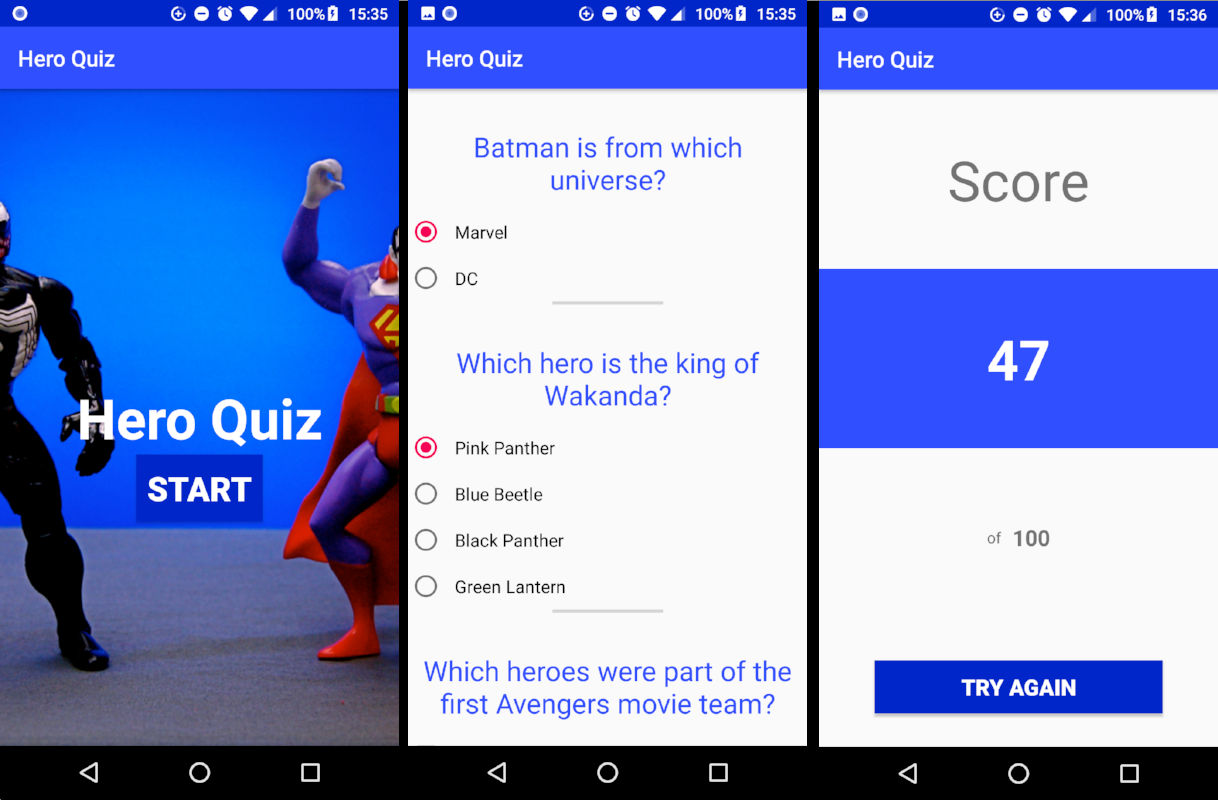 100% 15:35
Hero Quiz
Hero Quiz
START
100% 15:35
Hero Quiz
Batman is from which
universe?
Marvel
DC
Which hero is the king of
Wakanda?
Pink Panther
Blue Beetle
Black Panther
Green Lantern
Which heroes were part of the
first Avengers movie team?
100% 15:36
Hero Quiz
Score
47
of 100
TRY AGAIN